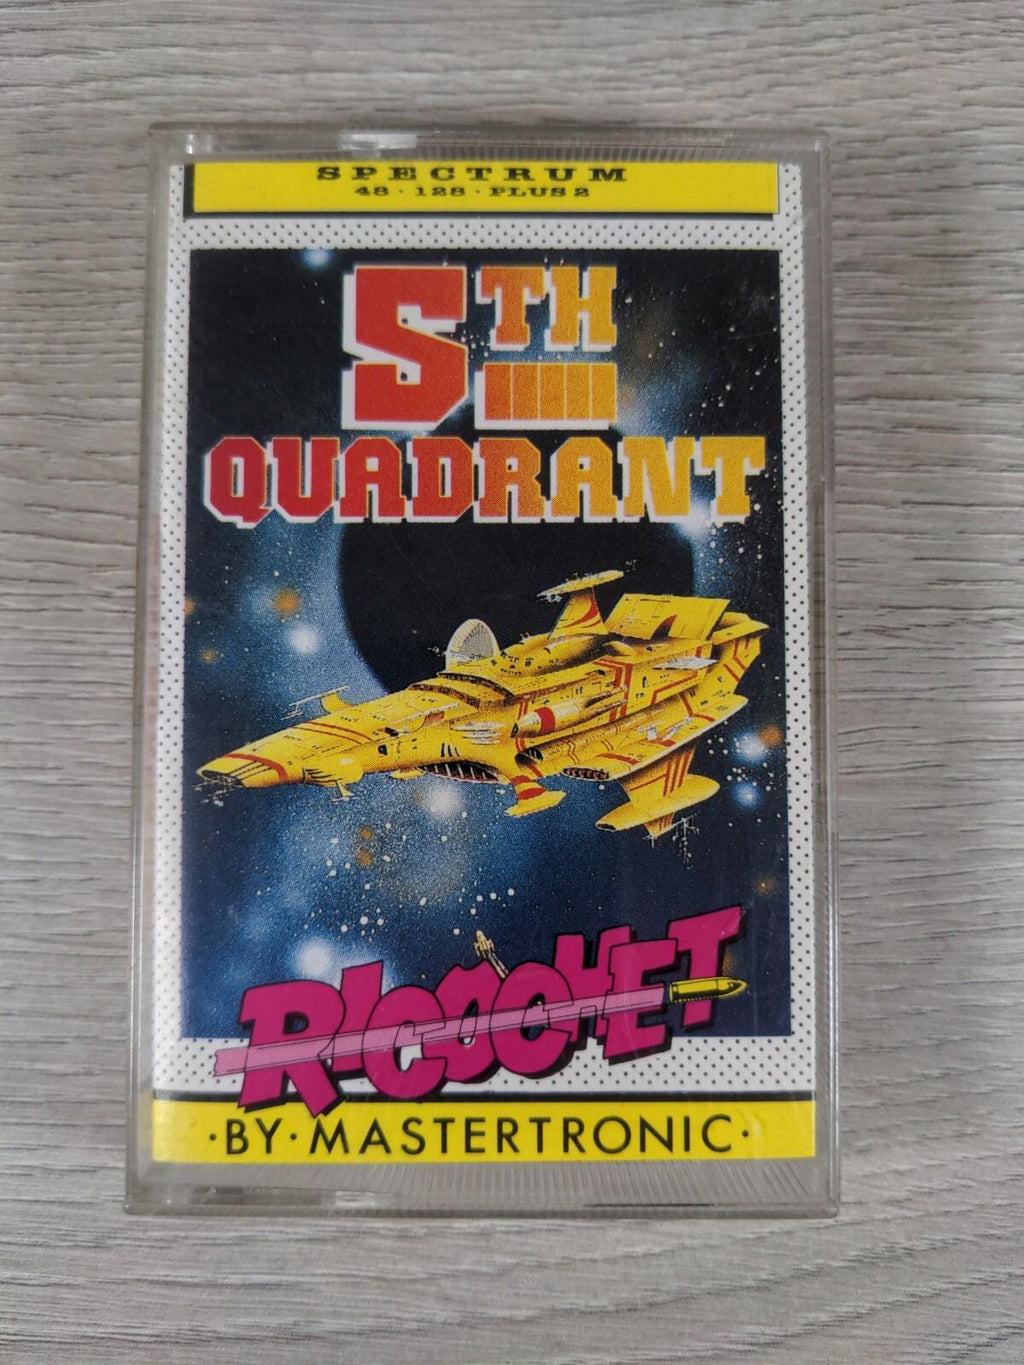 SPECTRUM
48 · 128 · PLUS 2
5TH
QUADRANT
RICOCHET
·BY·MASTERTRONIC·